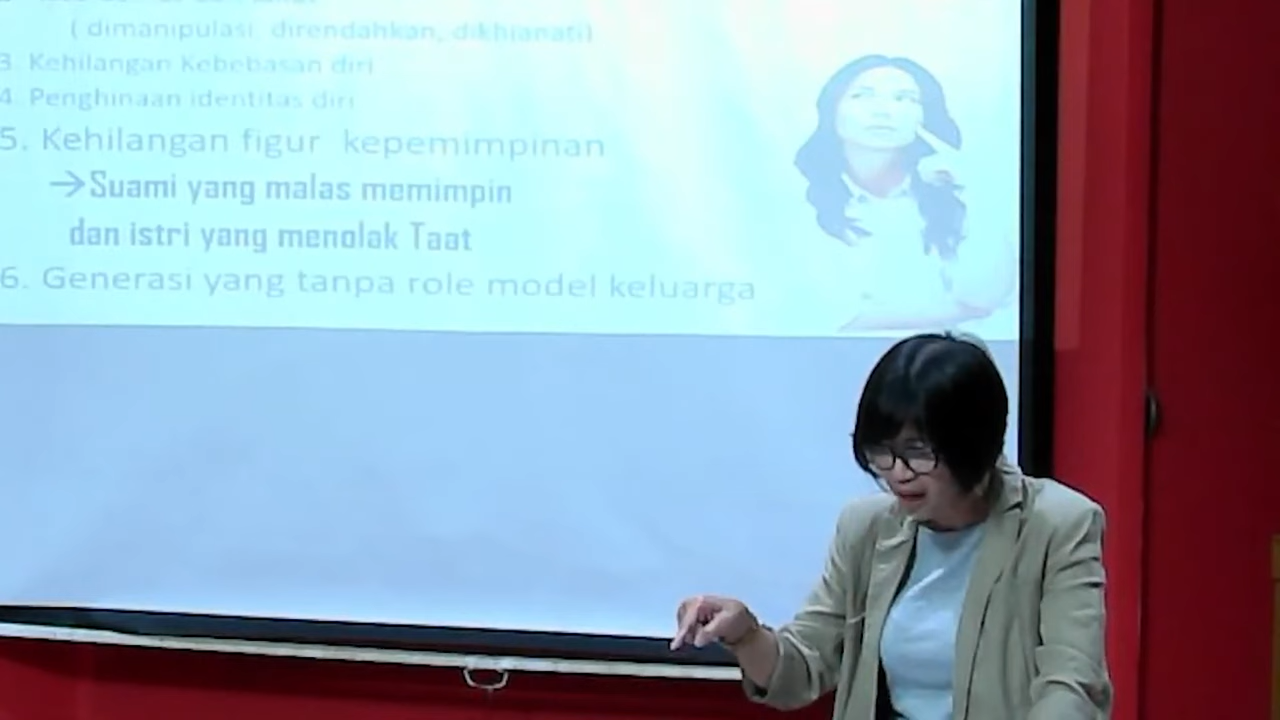 ( dimanipulasi, direndahkan, dikhianati)
3. Kehilangan Kebebasan diri
4. Penghinaan identitas diri
5. Kehilangan figur kepemimpinan
→Suami yang malas memimpin
dan istri yang menolak Taat
6. Generasi yang tanpa role model keluarga